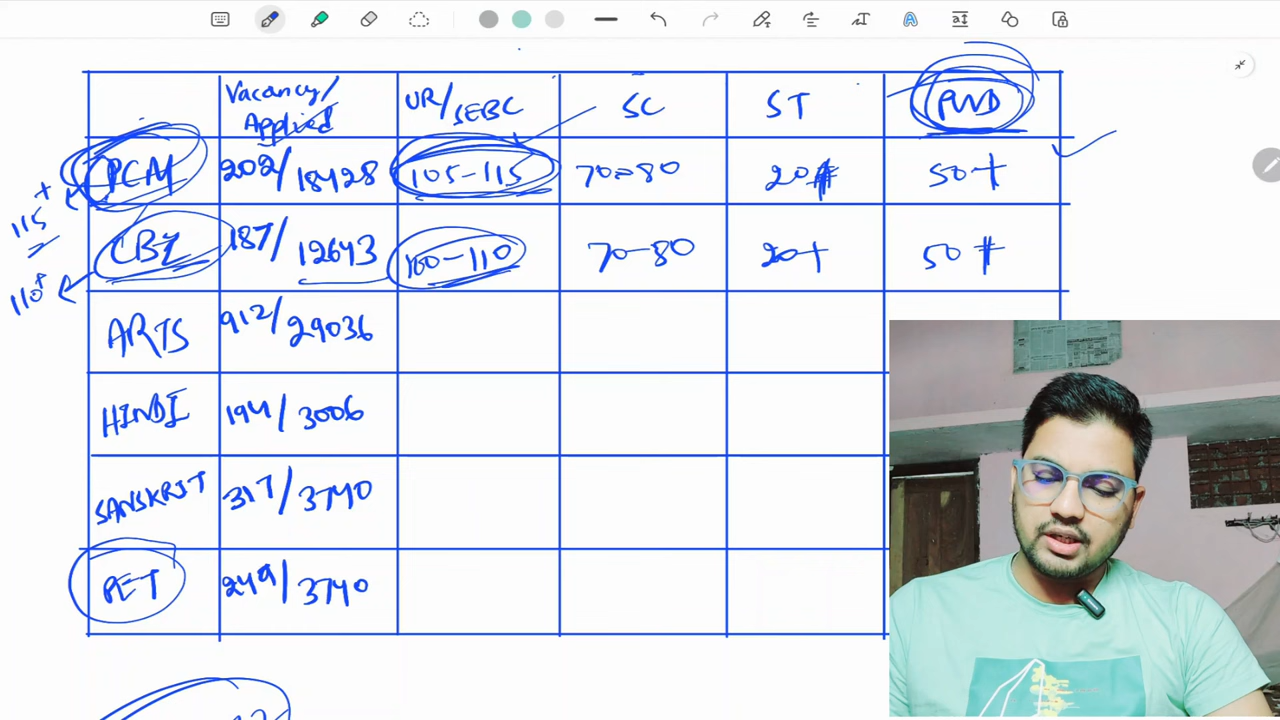 Vacancy/
Applied
UR/SEBC
SC
ST
PWD
PCM
202/18428
105-115
70-80
20+
50+
115+
CBZ
187/12643
100-110
70-80
20+
50+
110+
ARTS
912/29036
HINDI
194/3006
SANSKRIT
317/3740
PET
249/3740